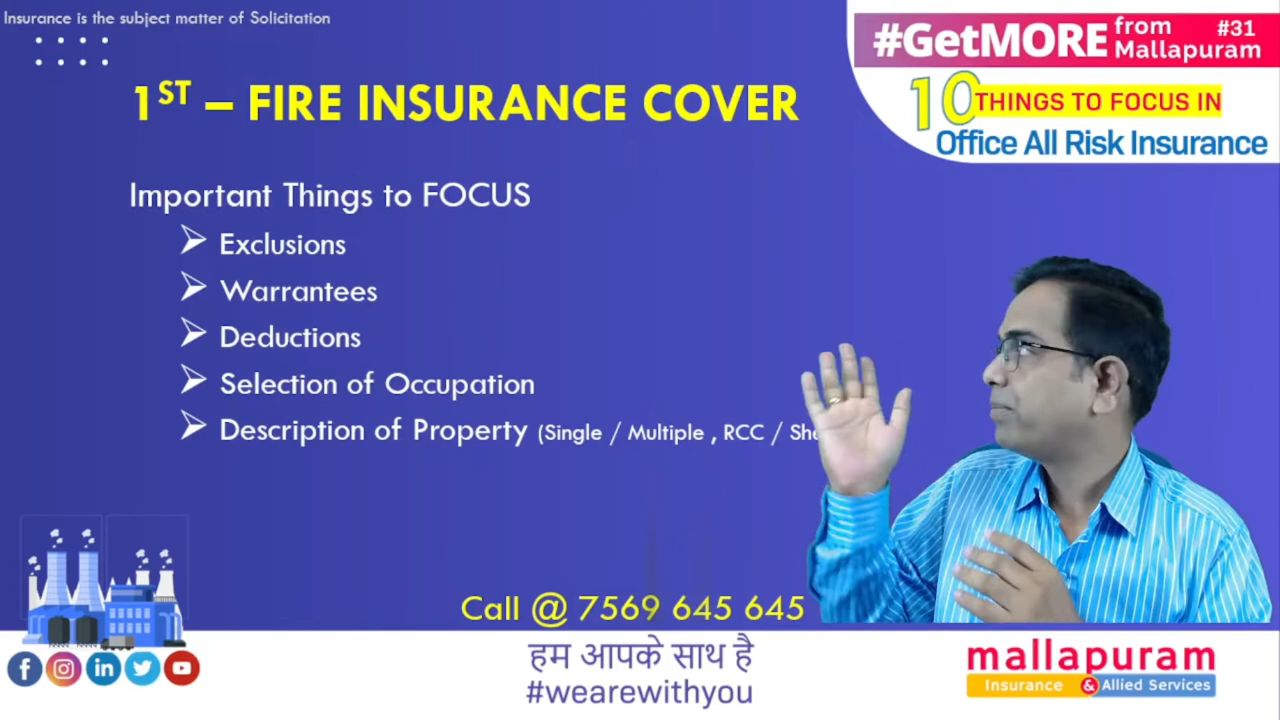 Insurance is the subject matter of Solicitation
#GetMORE from Mallapuram #31
10 THINGS TO FOCUS IN
Office All Risk Insurance
1ST – FIRE INSURANCE COVER
Important Things to FOCUS
Exclusions
Warrantees
Deductions
Selection of Occupation
Description of Property (Single / Multiple , RCC /
Call @ 7569 645 645
हम आपके साथ है
#wearewithyou
mallapuram
Insurance & Allied Services